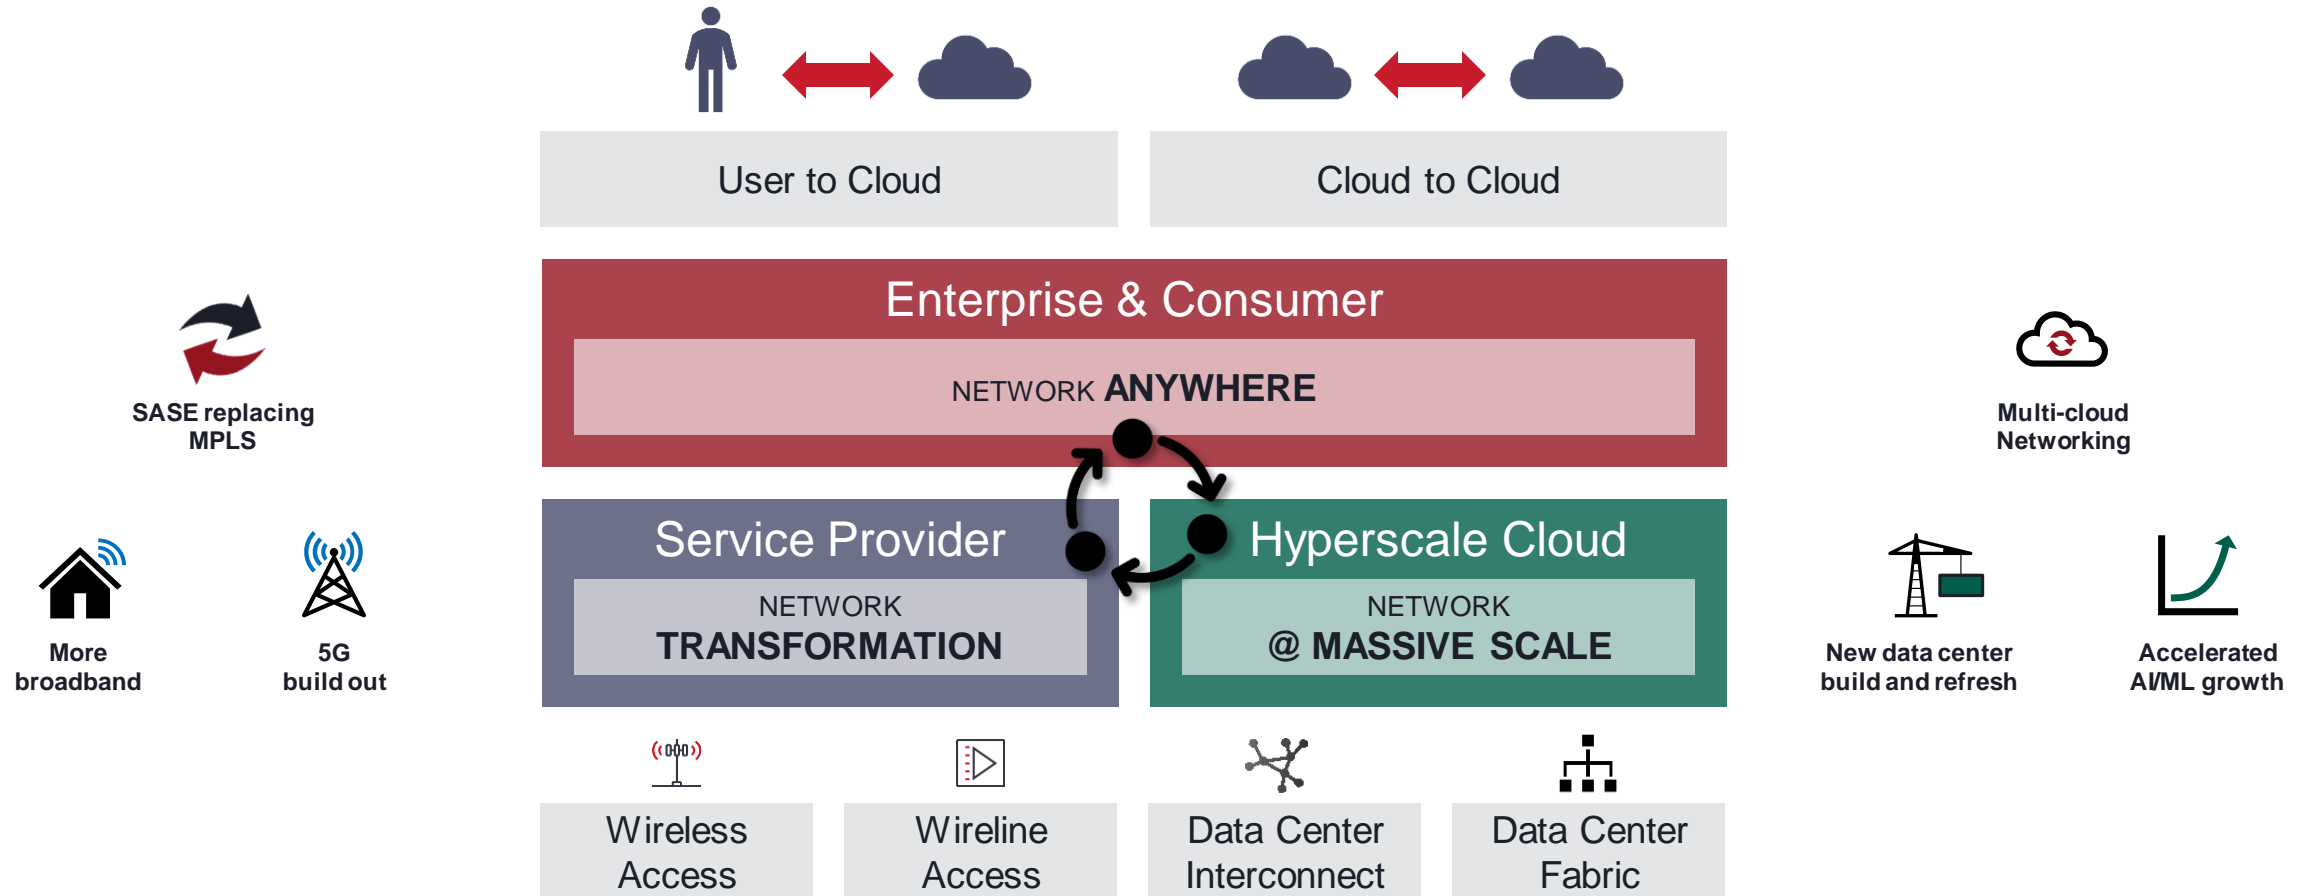 User to Cloud
Cloud to Cloud
Enterprise & Consumer
NETWORK ANYWHERE
SASE replacing
MPLS
Multi-cloud
Networking
Service Provider
NETWORK
TRANSFORMATION
Hyperscale Cloud
NETWORK
@ MASSIVE SCALE
More
broadband
5G
build out
New data center
build and refresh
Accelerated
AI/ML growth
Wireless
Access
Wireline
Access
Data Center
Interconnect
Data Center
Fabric